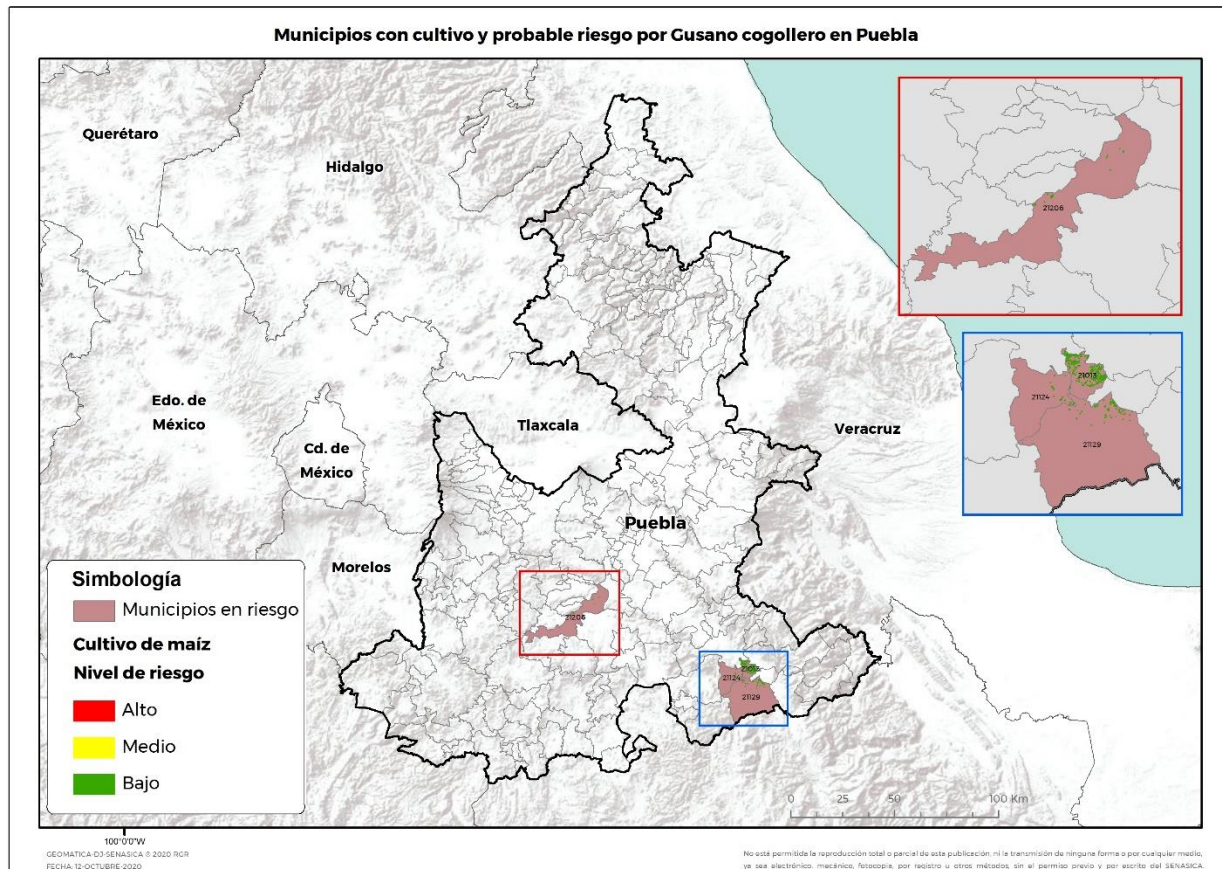 Municipios con cultivo y probable riesgo por Gusano cogollero en Puebla
Querétaro
Hidalgo
21206
21013
21124
21129
Edo. de
México
Cd. de
México
Tlaxcala
Veracruz
Puebla
Morelos
21206
21013
21124
21129
Simbología
Municipios en riesgo
Cultivo de maíz
Nivel de riesgo
Alto
Medio
Bajo
0 25 50 100 Km
100°0'0"W
GEOMATICA-DJ-SENASICA © 2020 RGR
FECHA: 12-OCTUBRE-2020
No está permitida la reproducción total o parcial de esta publicación, ni la transmisión de ninguna forma o por cualquier medio,
ya sea electrónico, mecánico, fotocopia, por registro u otros métodos, sin el permiso previo y por escrito del SENASICA.